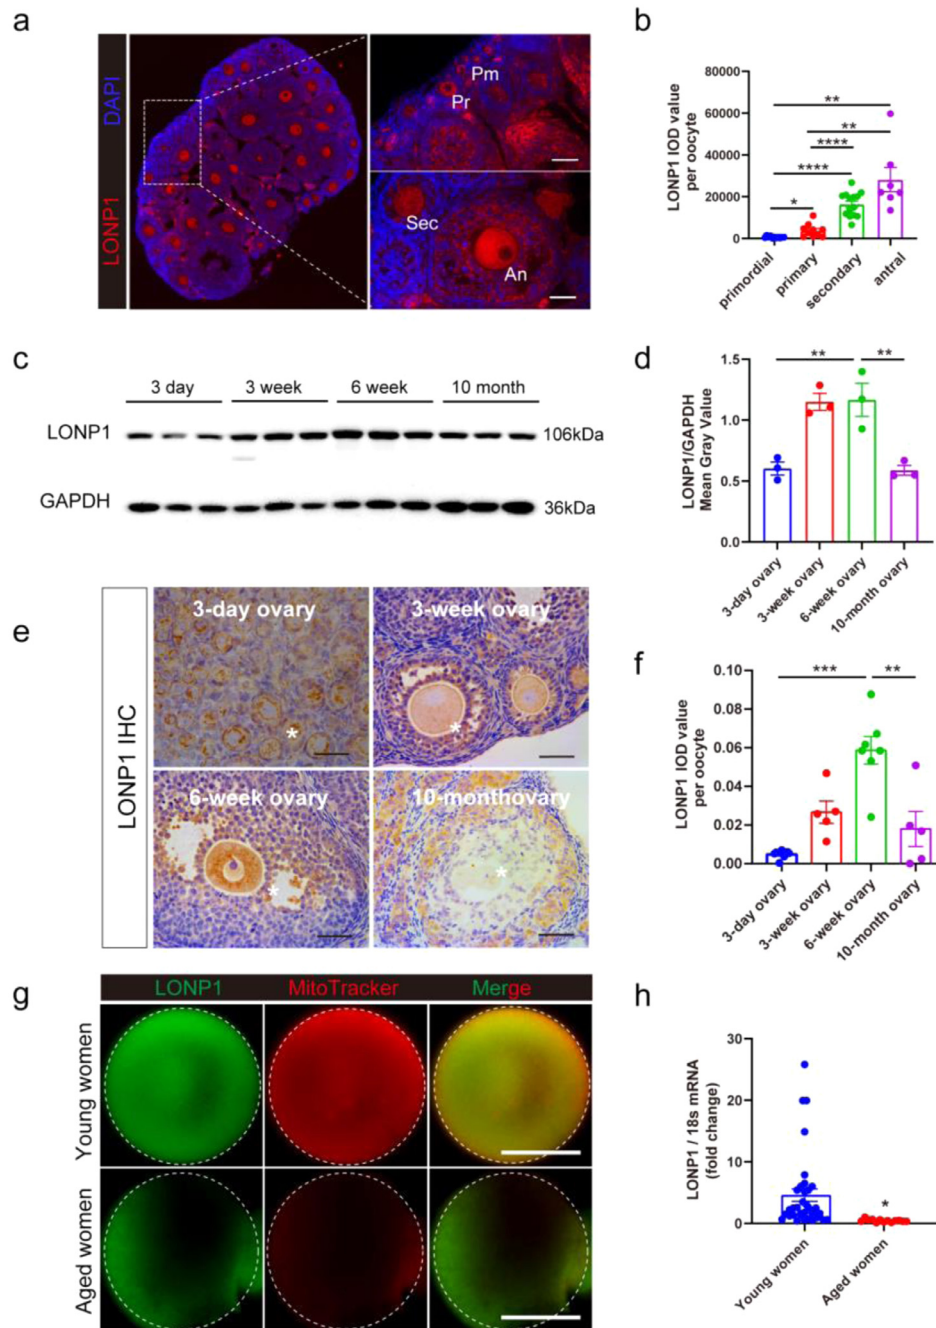 a
DAPI
LONP1
Pm
Pr
Sec
An
b
LONP1 IOD value
per oocyte
80000
60000
40000
20000
0
**
**
****
****
*
primordial
primary
secondary
antral
c
3 day
3 week
6 week
10 month
LONP1
106kDa
GAPDH
36kDa
d
LONP1/GAPDH
Mean Gray Value
1.5
1.0
0.5
0.0
**
**
3-day ovary
3-week ovary
6-week ovary
10-month ovary
e
LONP1 IHC
3-day ovary
*
3-week ovary
*
6-week ovary
*
10-monthovary
*
f
LONP1 IOD value
per oocyte
0.10
0.08
0.06
0.04
0.02
0.00
***
**
3-day ovary
3-week ovary
6-week ovary
10-month ovary
g
LONP1
MitoTracker
Merge
Young women
Aged women
h
LONP1 / 18s mRNA
(fold change)
30
20
10
0
*
Young women
Aged women